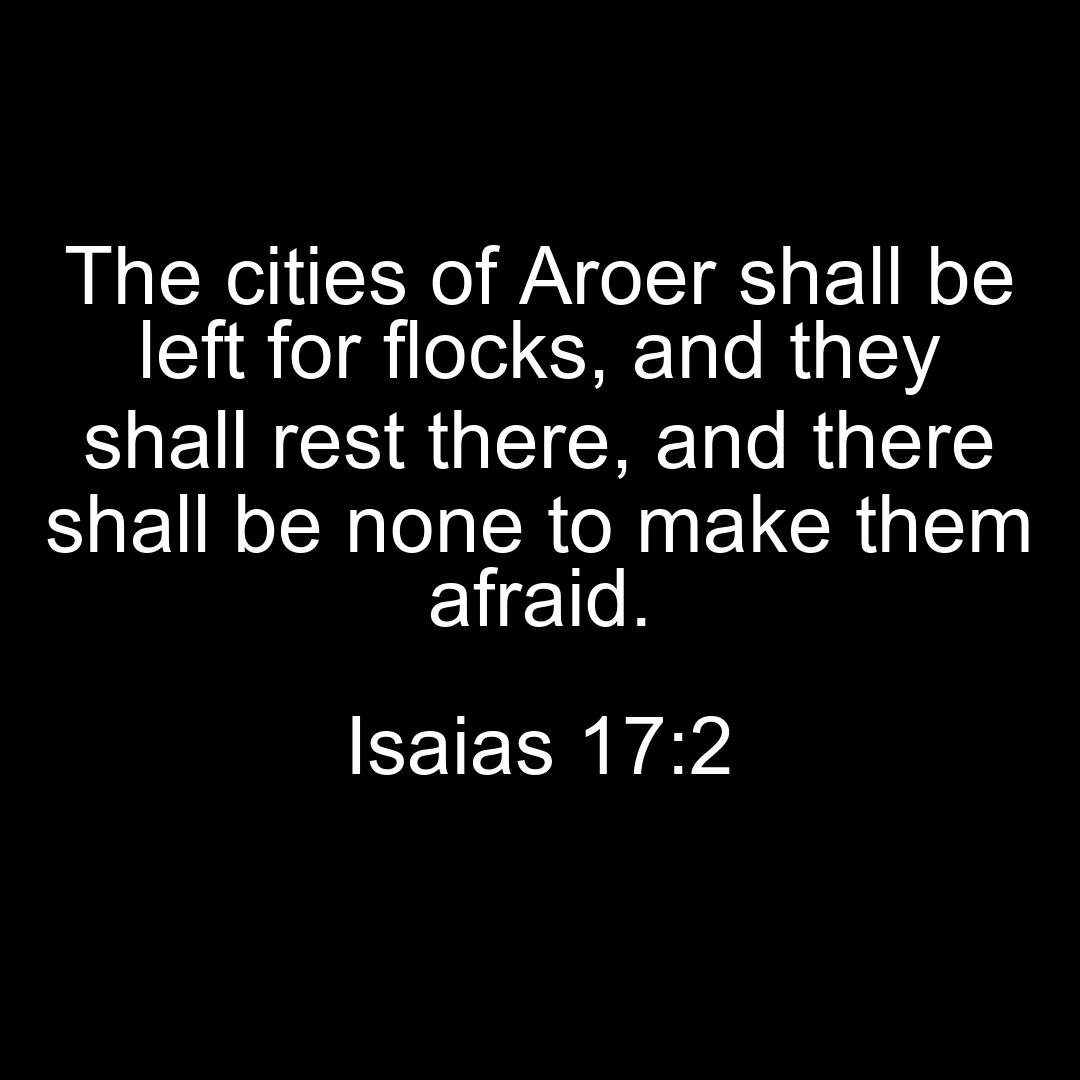 The cities of Aroer shall be
left for flocks, and they
shall rest there, and there
shall be none to make them
afraid.
Isaias 17:2